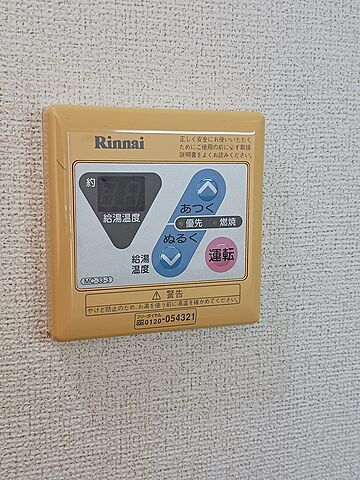 Rinnai
正しく安全にお使いいただく
ためにご使用の前に必ず取扱
説明書をよくお読みください。
約
給湯温度
あつく
優先 燃焼
ぬるく
給湯
温度
運転
MC-33-3
⚠ 警告
やけど防止のため、お湯を使う前に湯温を確かめてください。
フリーダイヤル
0120-054321